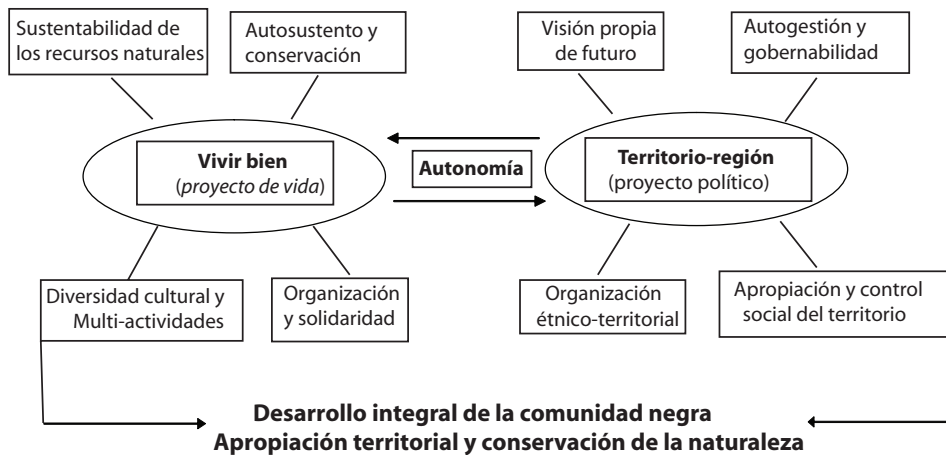 Sustentabilidad de
los recursos naturales
Autosustento y
conservación
Visión propia
de futuro
Autogestión y
gobernabilidad
Vivir bien
(proyecto de vida)
Autonomía
Territorio-región
(proyecto político)
Diversidad cultural y
Multi-actividades
Organización
y solidaridad
Organización
étnico-territorial
Apropiación y control
social del territorio
Desarrollo integral de la comunidad negra
Apropiación territorial y conservación de la naturaleza